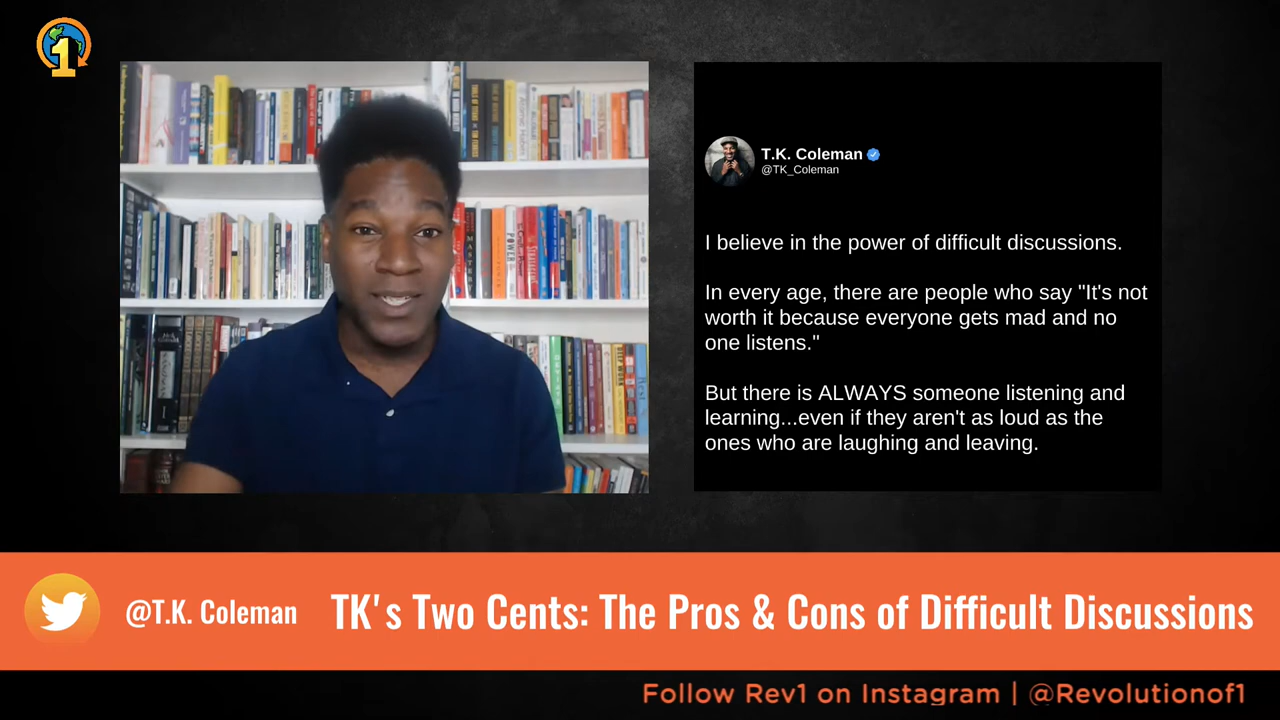 1
T.K. Coleman
@TK_Coleman
I believe in the power of difficult discussions.
In every age, there are people who say "It's not
worth it because everyone gets mad and no
one listens."
But there is ALWAYS someone listening and
learning...even if they aren't as loud as the
ones who are laughing and leaving.
POWER
MASTERY
@T.K. Coleman
TK's Two Cents: The Pros & Cons of Difficult Discussions
Follow Rev1 on Instagram | @Revolutionof1